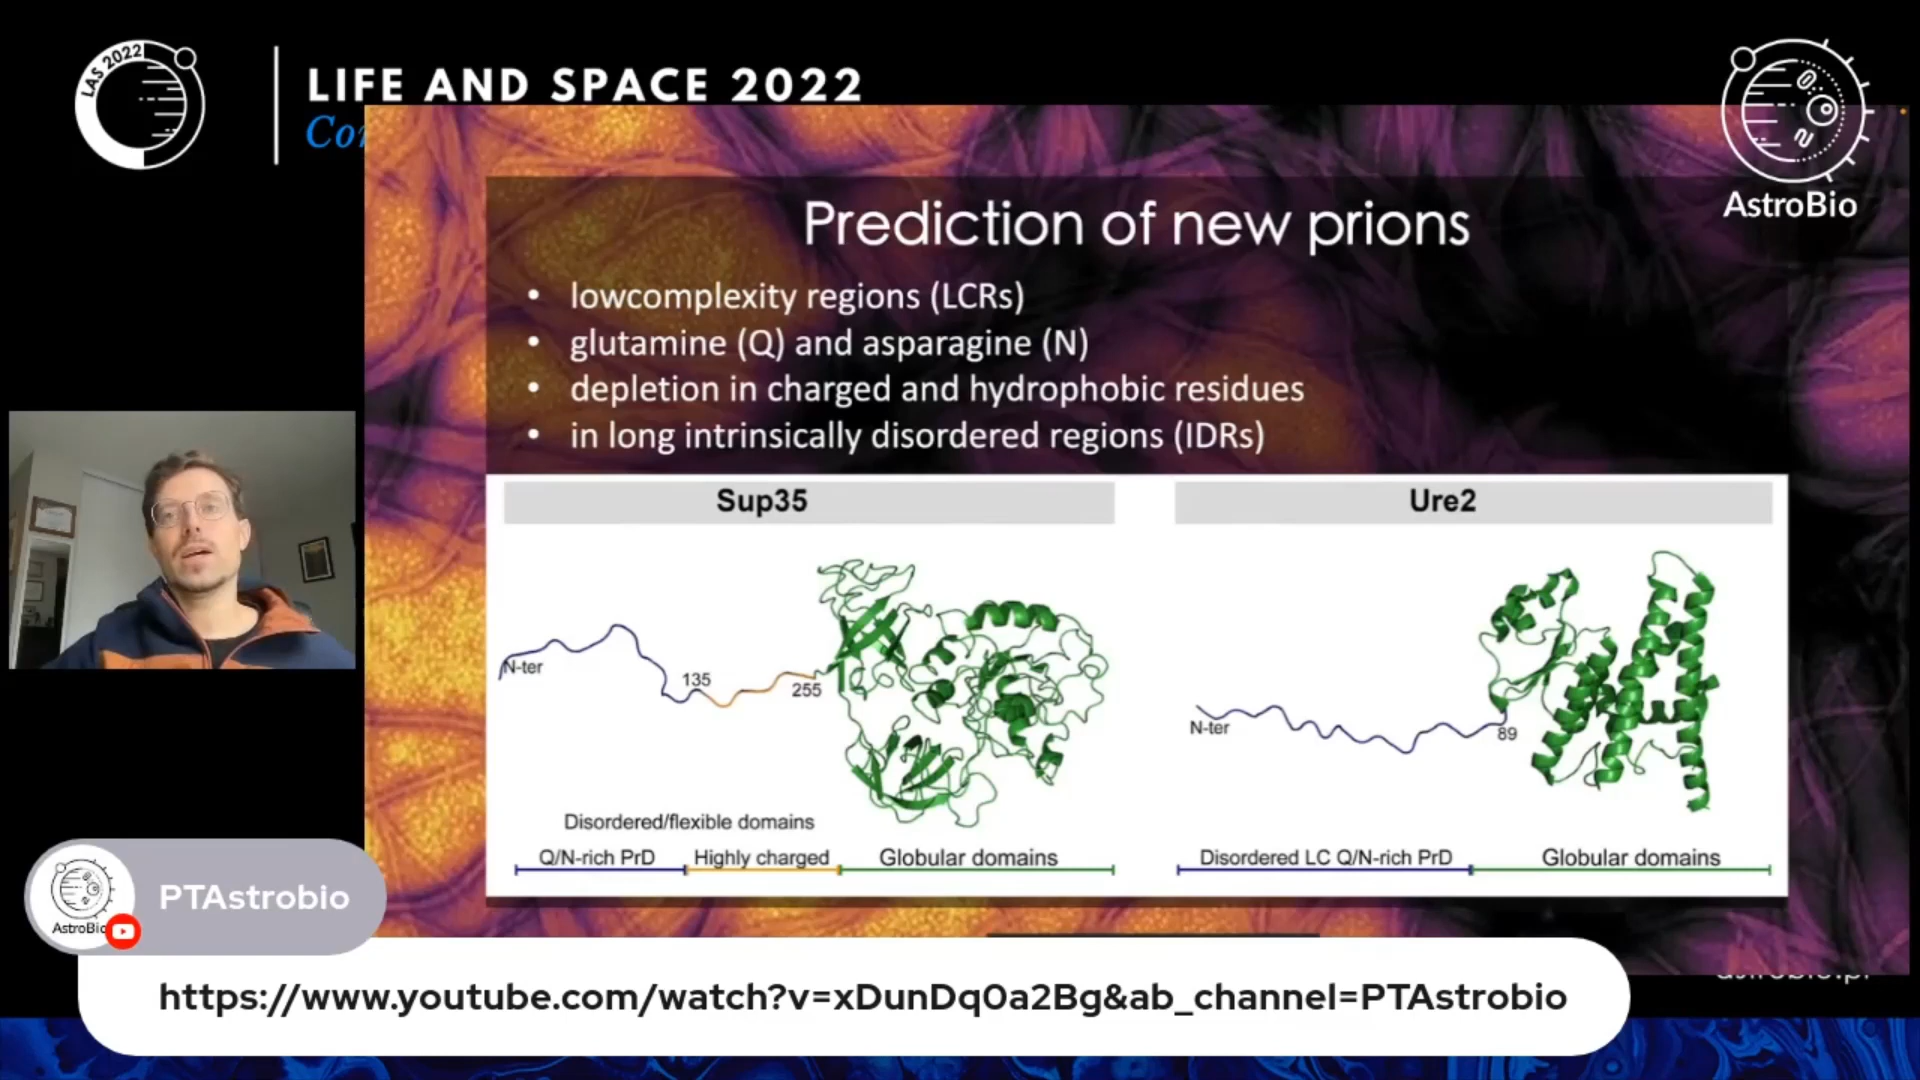 LAS 2022
LIFE AND SPACE 2022
AstroBio
Prediction of new prions
• lowcomplexity regions (LCRs)
• glutamine (Q) and asparagine (N)
• depletion in charged and hydrophobic residues
• in long intrinsically disordered regions (IDRs)
Sup35
Ure2
N-ter
135
255
N-ter
89
Disordered/flexible domains
Q/N-rich PrD
Highly charged
Globular domains
Disordered LC Q/N-rich PrD
Globular domains
AstroBio
PTAstrobio
https://www.youtube.com/watch?v=xDunDq0a2Bg&ab_channel=PTAstrobio